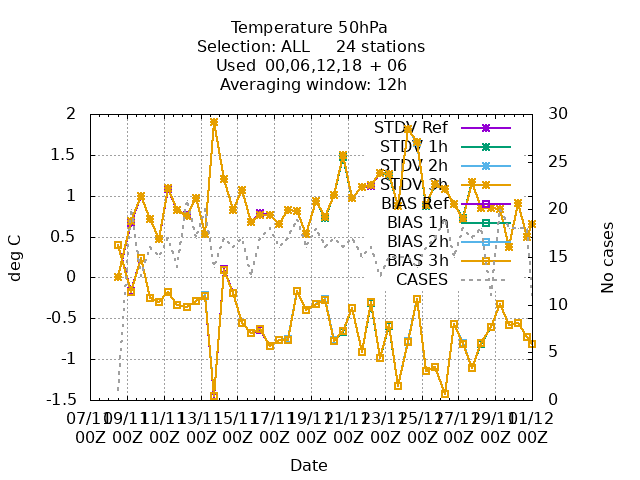 Temperature 50hPa
Selection: ALL 24 stations
Used 00,06,12,18 + 06
Averaging window: 12h
deg C
No cases
2
1.5
1
0.5
0
-0.5
-1
-1.5
30
25
20
15
10
5
0
STDV Ref
STDV 1h
STDV 2h
STDV 3h
BIAS Ref
BIAS 1h
BIAS 2h
BIAS 3h
CASES
07/11 09/11 11/11 13/11 15/11 17/11 19/11 21/11 23/11 25/11 27/11 29/11 01/12
00Z 00Z 00Z 00Z 00Z 00Z 00Z 00Z 00Z 00Z 00Z 00Z 00Z
Date